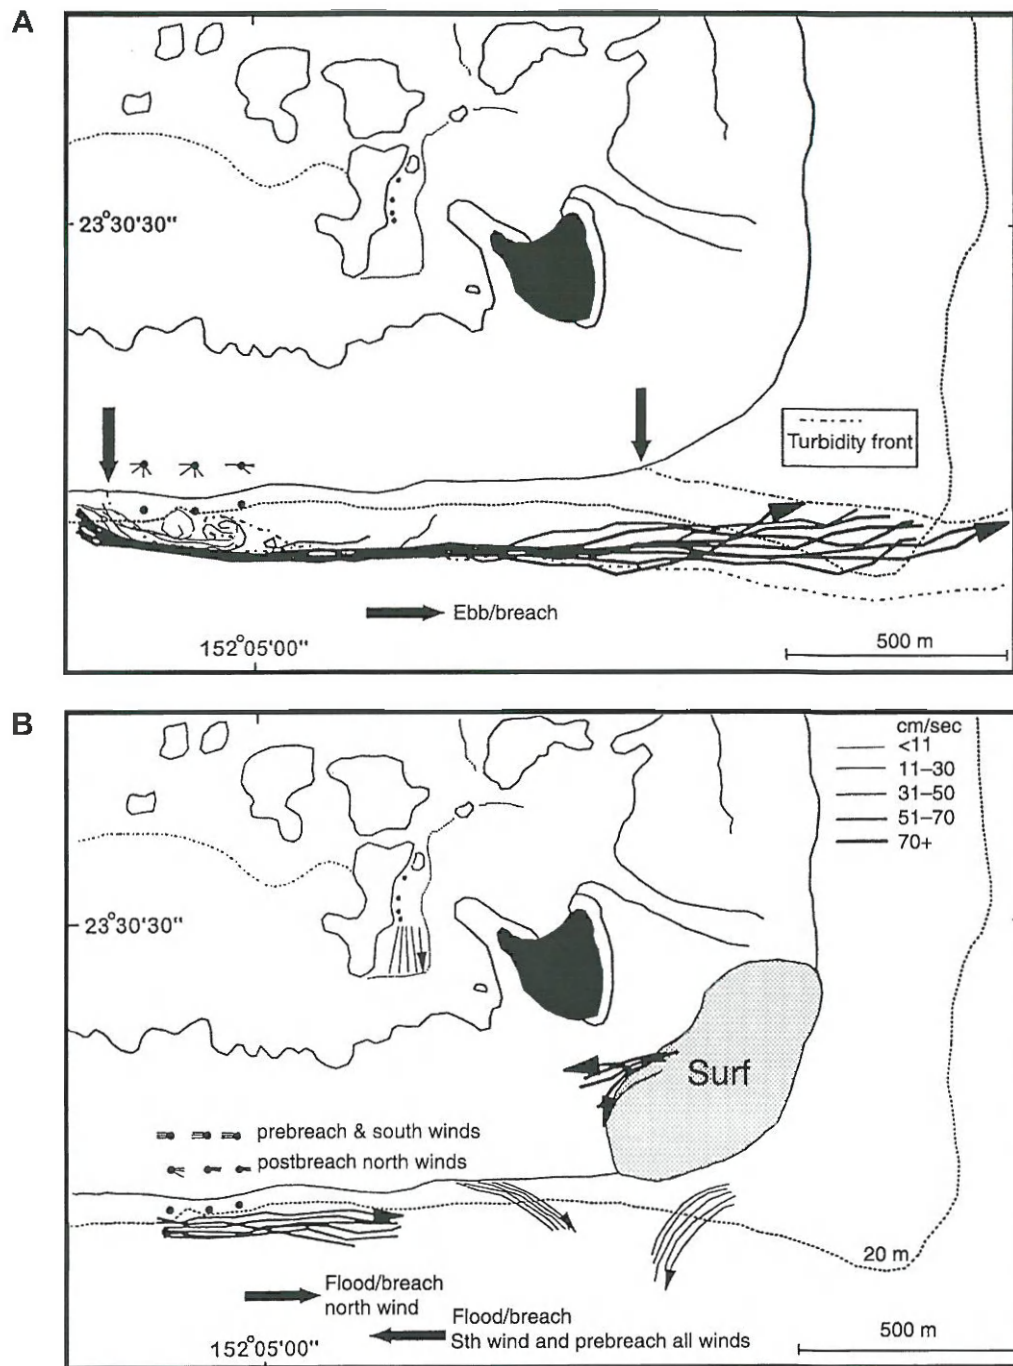 A
23°30'30"
Turbidity front
Ebb/breach
152°05'00"
500 m
B
cm/sec
<11
11–30
31–50
51–70
70+
23°30'30"
Surf
prebreach & south winds
postbreach north winds
20 m
Flood/breach
north wind
Flood/breach
Sth wind and prebreach all winds
152°05'00"
500 m